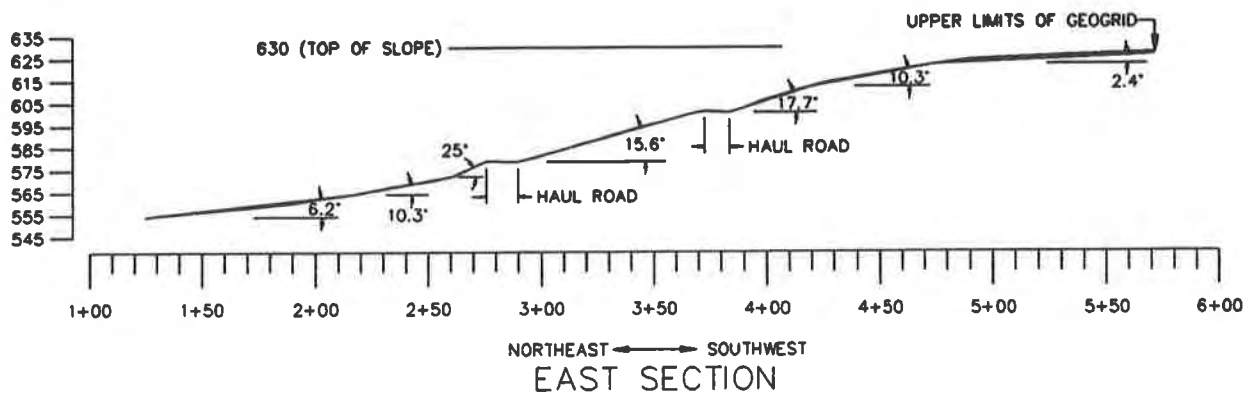 UPPER LIMITS OF GEOGRID
635
630 (TOP OF SLOPE)
625
615
605
595
585
575
565
555
545
2.4°
10.3°
17.7°
HAUL ROAD
15.6°
25°
HAUL ROAD
10.3°
6.2°
1+00 1+50 2+00 2+50 3+00 3+50 4+00 4+50 5+00 5+50 6+00
NORTHEAST SOUTHWEST
EAST SECTION